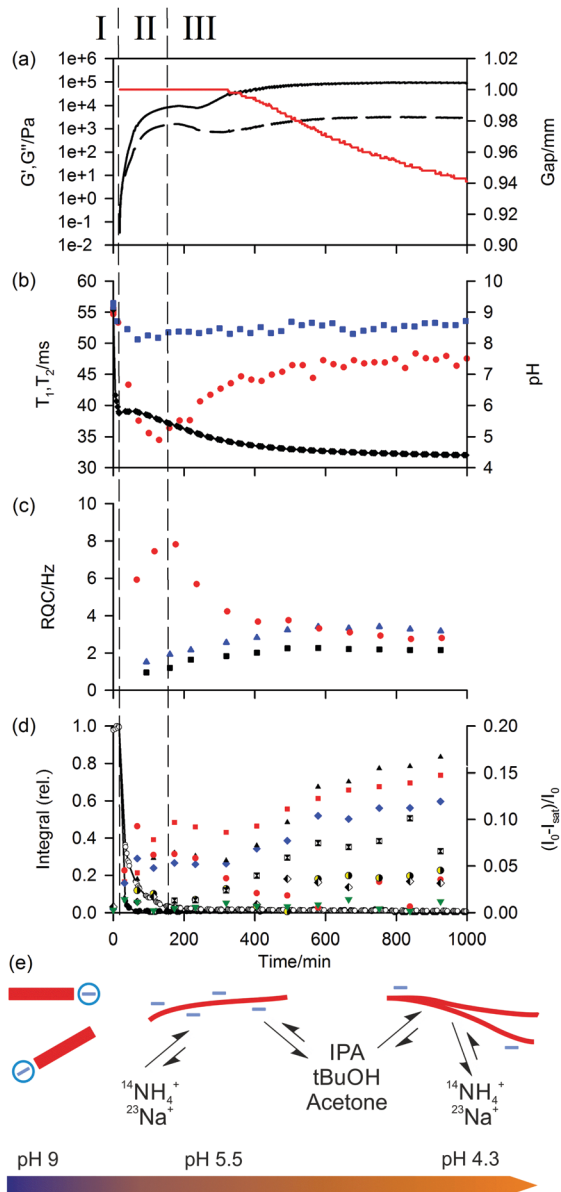 I II III
(a)
1e+6 1.02
1e+5 1.00
1e+4
1e+3 0.98
1e+2 0.96
1e+1
1e+0 0.94
1e-1 0.92
1e-2 0.90
G',G''/Pa
Gap/mm
(b)
60 10
55 9
50 8
45 7
40 6
35 5
30 4
T1,T2/ms
pH
(c)
10
8
6
4
2
0
RQC/Hz
(d)
1.0 0.20
0.8 0.15
0.6
0.10
0.4
0.2 0.05
0.0 0.00
Integral (rel.)
(I0-Isat)/I0
0 200 400 600 800 1000
Time/min
(e)
IPA
tBuOH
Acetone
14NH4+ 14NH4+
23Na+ 23Na+
pH 9 pH 5.5 pH 4.3